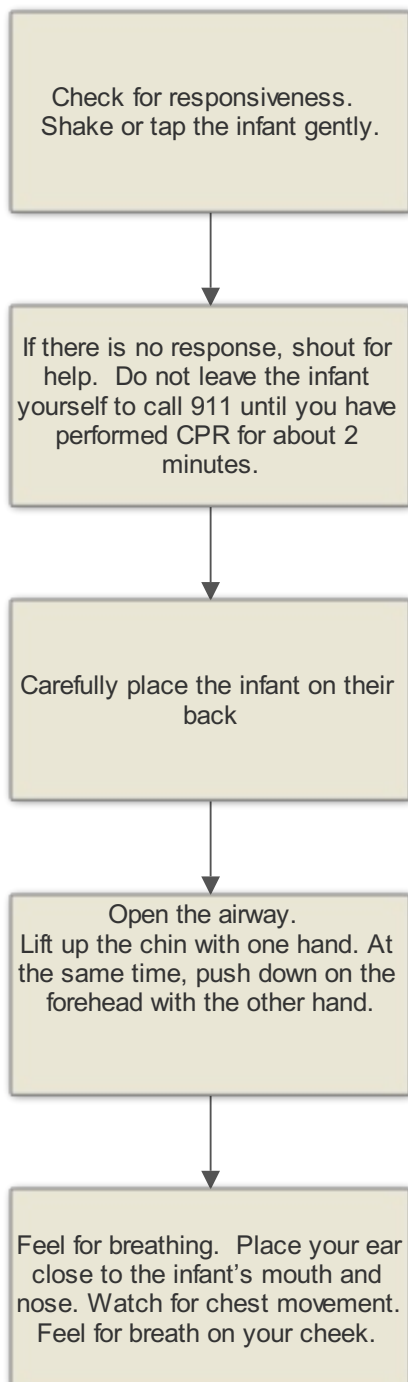 Check for responsiveness.
Shake or tap the infant gently.
If there is no response, shout for
help.  Do not leave the infant
yourself to call 911 until you have
performed CPR for about 2
minutes.
Carefully place the infant on their
back
Open the airway.
Lift up the chin with one hand. At
the same time, push down on the
forehead with the other hand.
Feel for breathing.  Place your ear
close to the infant’s mouth and
nose. Watch for chest movement.
Feel for breath on your cheek.